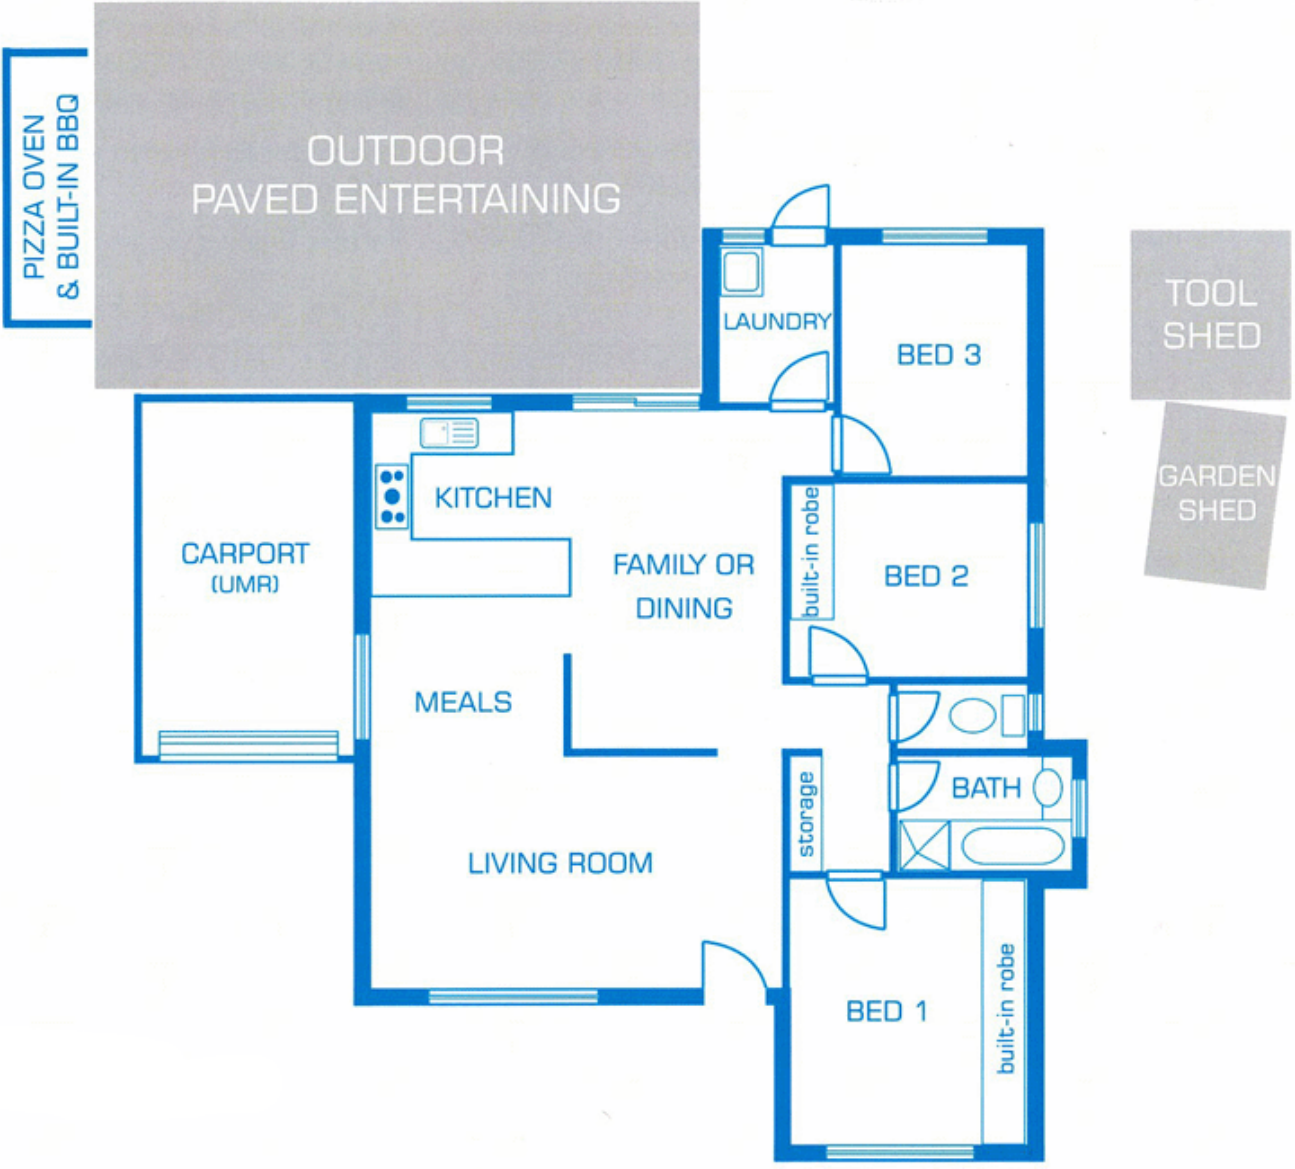 PIZZA OVEN
& BUILT-IN BBQ
OUTDOOR
PAVED ENTERTAINING
LAUNDRY
BED 3
TOOL
SHED
GARDEN
SHED
KITCHEN
CARPORT
(UMR)
FAMILY OR
DINING
built-in robe
BED 2
MEALS
storage
BATH
LIVING ROOM
BED 1
built-in robe